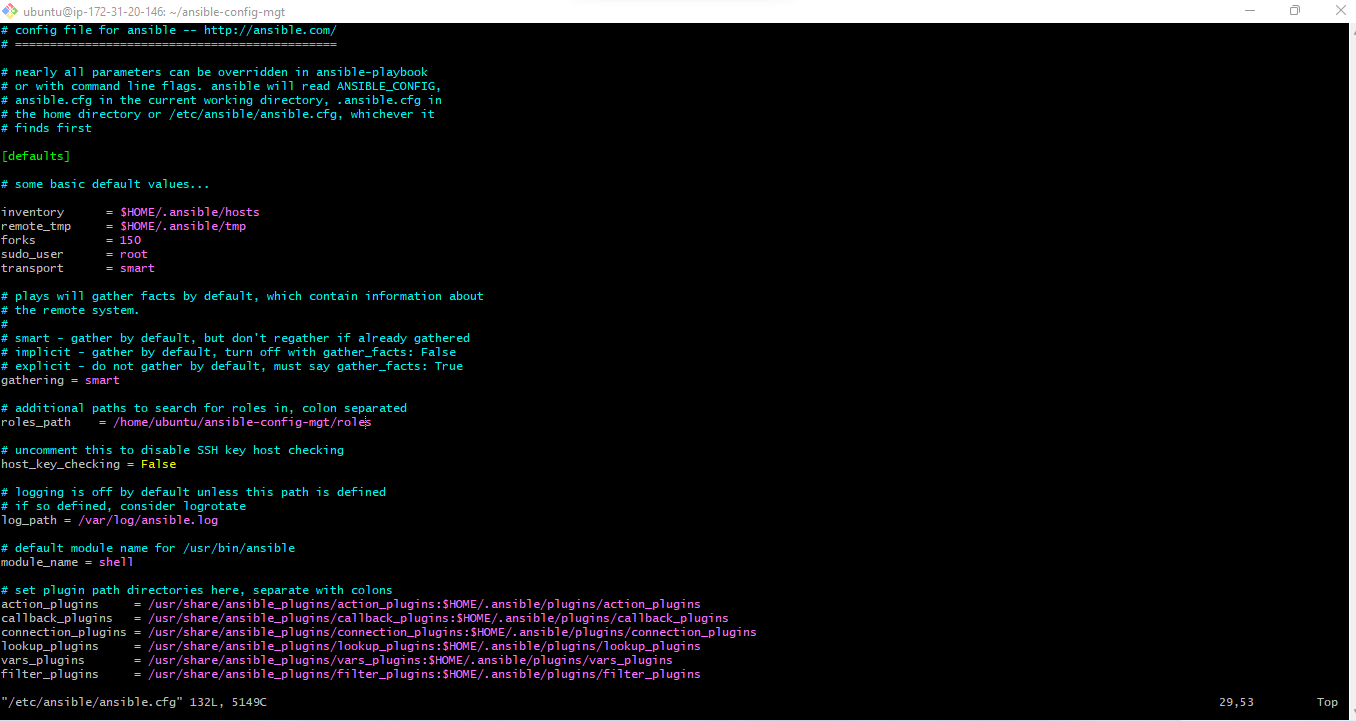 ubuntu@ip-172-31-20-146: ~/ansible-config-mgt
# config file for ansible -- http://ansible.com/
# ==============================================
# nearly all parameters can be overridden in ansible-playbook
# or with command line flags. ansible will read ANSIBLE_CONFIG,
# ansible.cfg in the current working directory, .ansible.cfg in
# the home directory or /etc/ansible/ansible.cfg, whichever it
# finds first
[defaults]
# some basic default values...
inventory      = $HOME/.ansible/hosts
remote_tmp     = $HOME/.ansible/tmp
forks          = 150
sudo_user      = root
transport      = smart
# plays will gather facts by default, which contain information about
# the remote system.
#
# smart - gather by default, but don't regather if already gathered
# implicit - gather by default, turn off with gather_facts: False
# explicit - do not gather by default, must say gather_facts: True
gathering = smart
# additional paths to search for roles in, colon separated
roles_path    = /home/ubuntu/ansible-config-mgt/roles
# uncomment this to disable SSH key host checking
host_key_checking = False
# logging is off by default unless this path is defined
# if so defined, consider logrotate
log_path = /var/log/ansible.log
# default module name for /usr/bin/ansible
module_name = shell
# set plugin path directories here, separate with colons
action_plugins     = /usr/share/ansible_plugins/action_plugins:$HOME/.ansible/plugins/action_plugins
callback_plugins   = /usr/share/ansible_plugins/callback_plugins:$HOME/.ansible/plugins/callback_plugins
connection_plugins = /usr/share/ansible_plugins/connection_plugins:$HOME/.ansible/plugins/connection_plugins
lookup_plugins     = /usr/share/ansible_plugins/lookup_plugins:$HOME/.ansible/plugins/lookup_plugins
vars_plugins       = /usr/share/ansible_plugins/vars_plugins:$HOME/.ansible/plugins/vars_plugins
filter_plugins     = /usr/share/ansible_plugins/filter_plugins:$HOME/.ansible/plugins/filter_plugins
"/etc/ansible/ansible.cfg" 132L, 5149C 29,53 Top